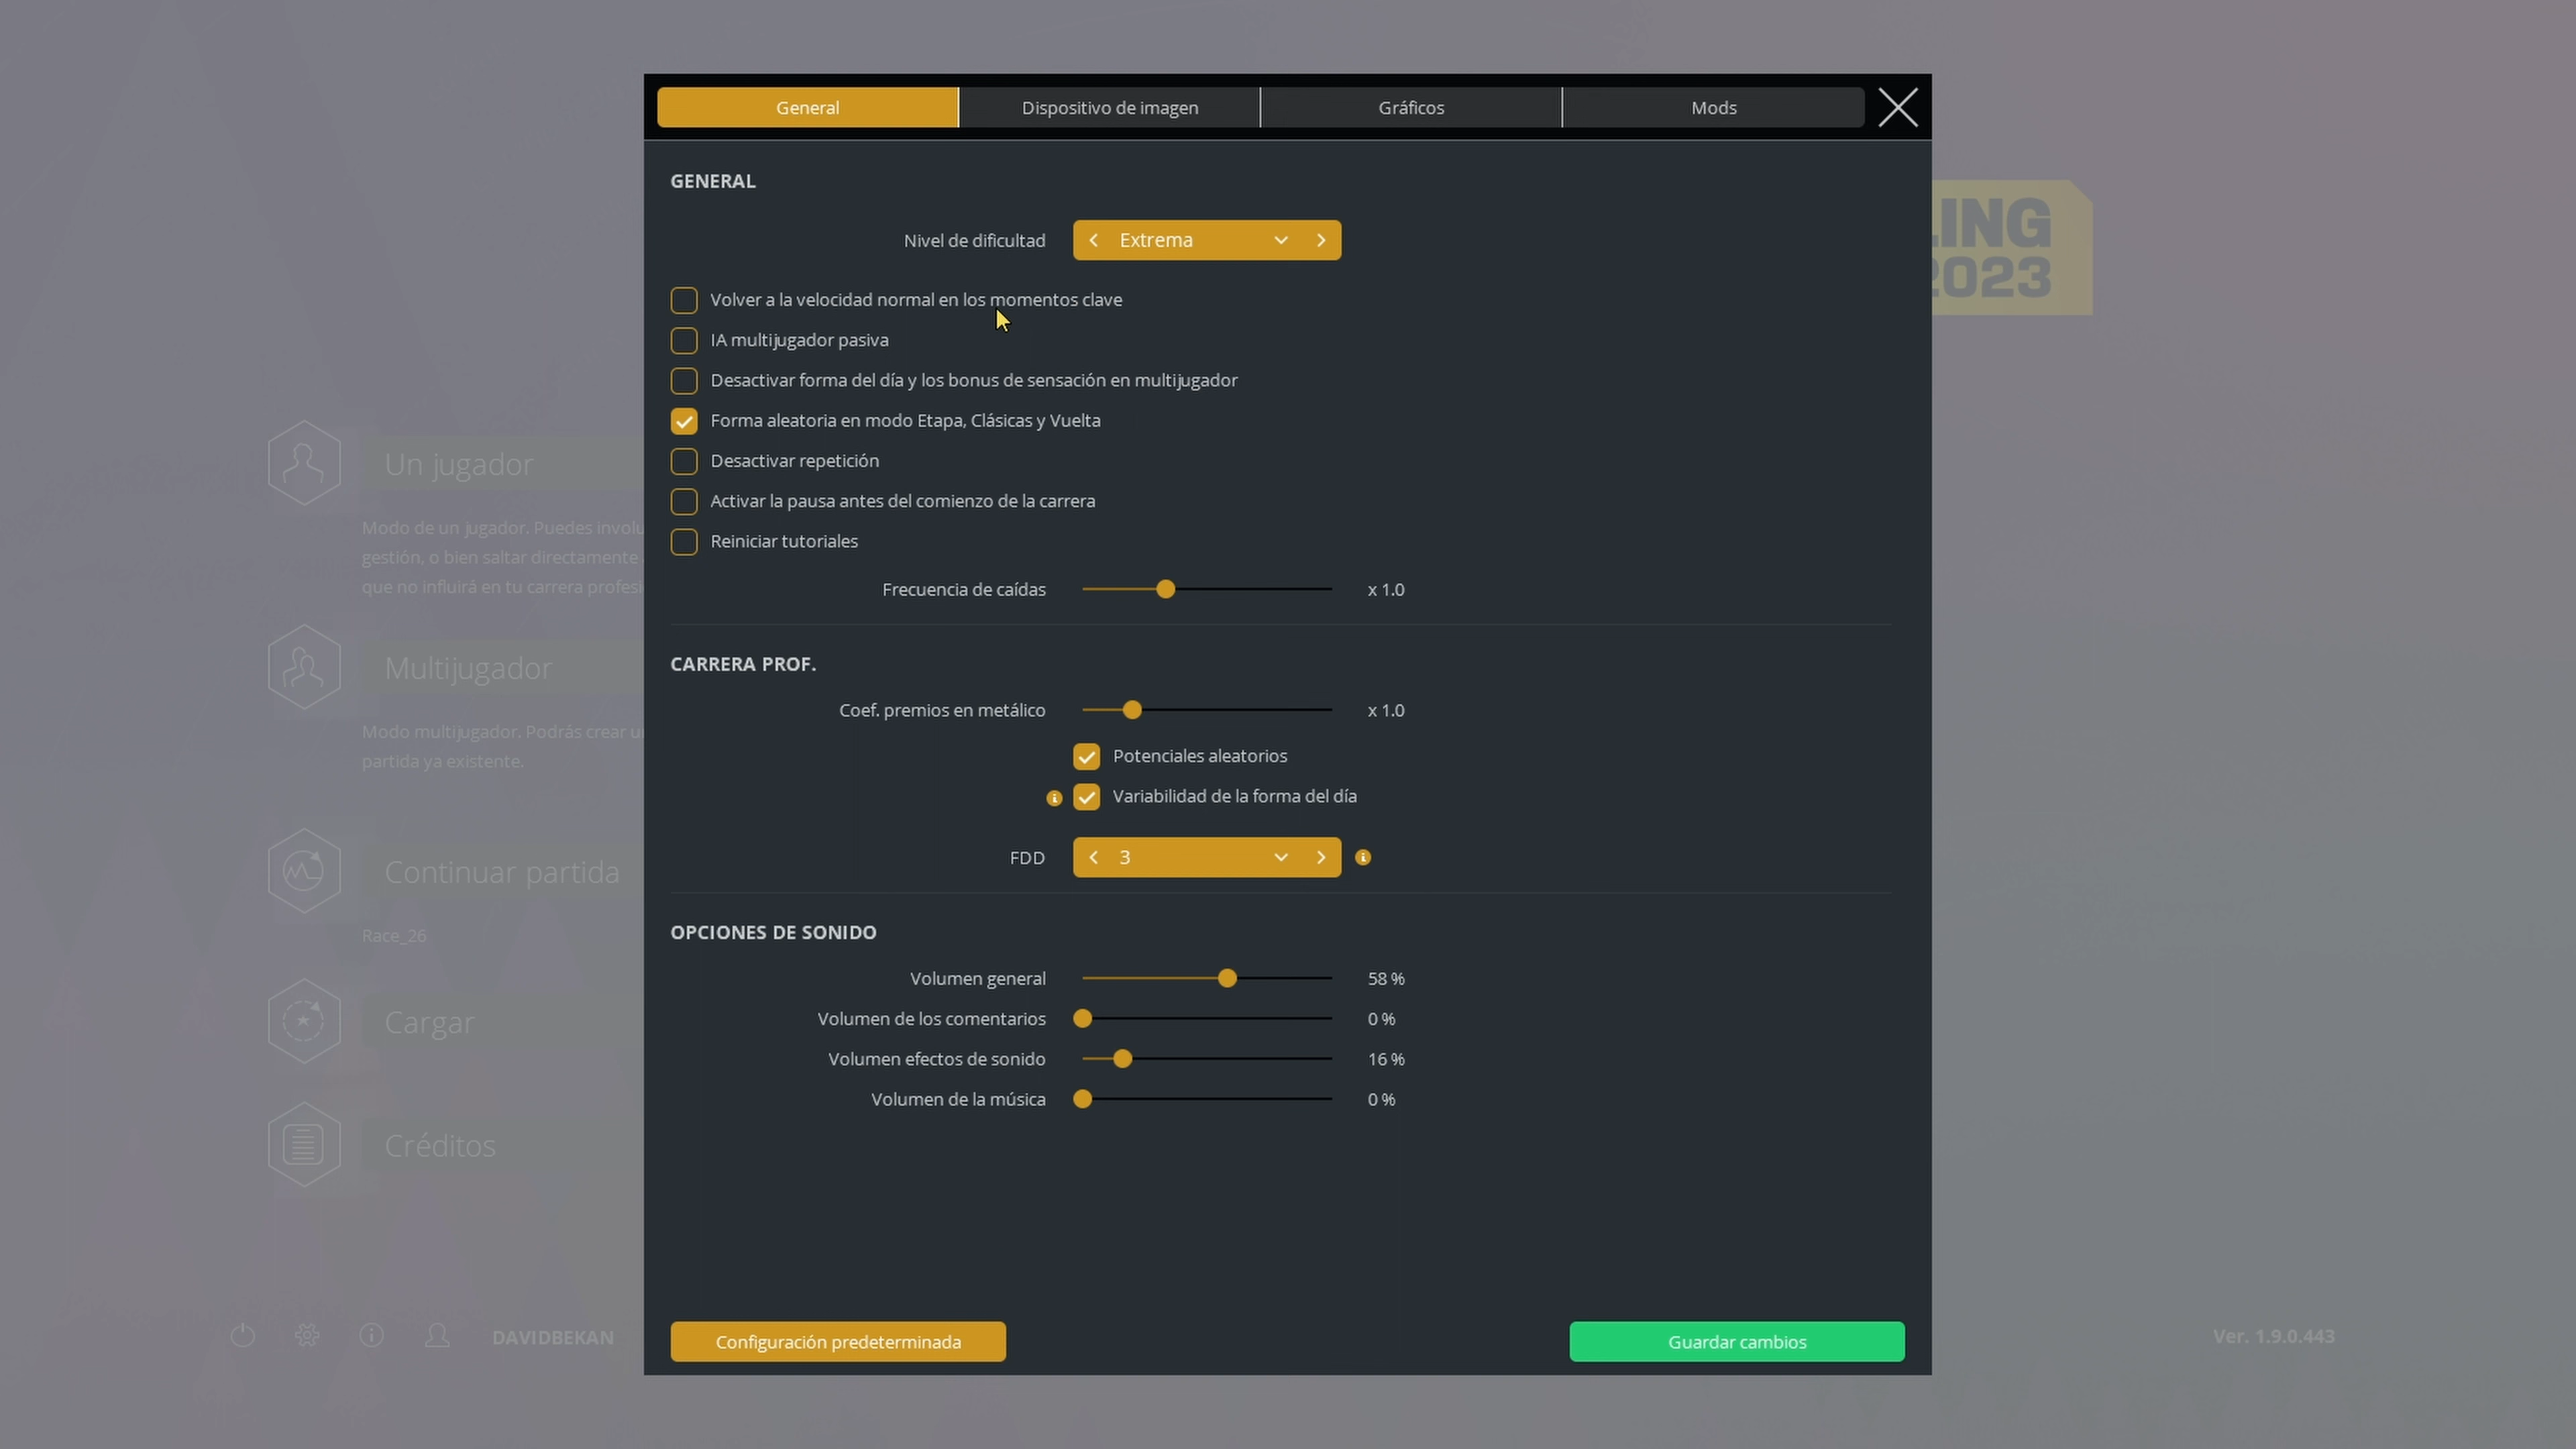 General
Dispositivo de imagen
Gráficos
Mods
GENERAL
Nivel de dificultad
Extrema
Volver a la velocidad normal en los momentos clave
IA multijugador pasiva
Desactivar forma del día y los bonus de sensación en multijugador
Forma aleatoria en modo Etapa, Clásicas y Vuelta
Desactivar repetición
Activar la pausa antes del comienzo de la carrera
Reiniciar tutoriales
Frecuencia de caídas
x 1.0
CARRERA PROF.
Coef. premios en metálico
x 1.0
Potenciales aleatorios
Variabilidad de la forma del día
FDD
3
OPCIONES DE SONIDO
Volumen general
58 %
Volumen de los comentarios
0 %
Volumen efectos de sonido
16 %
Volumen de la música
0 %
Configuración predeterminada
Guardar cambios
Un jugador
Modo de un jugador. Puedes
gestión, o bien saltar directamente
que no influirá en tu carrera
Multijugador
Modo multijugador. Podrás crear
partida ya existente.
Continuar partida
Race_26
Cargar
Créditos
DAVIDBEKAN
LING
2023
Ver. 1.9.0.443